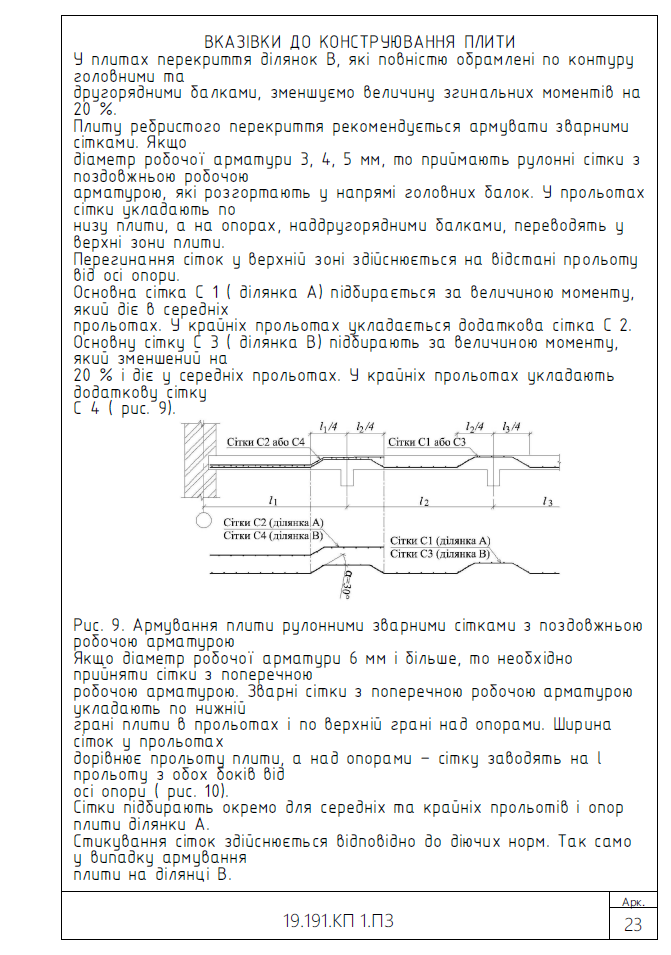 ВКАЗІВКИ ДО КОНСТРУЮВАННЯ ПЛИТИ
У плитах перекриття ділянок В, які повністю обрамлені по контуру
головними та
другорядними балками, зменшуємо величину згинальних моментів на
20 %.
Плиту ребристого перекриття рекомендується армувати зварними
сітками. Якщо
діаметр робочої арматури 3, 4, 5 мм, то приймають рулонні сітки з
поздовжньою робочою
арматурою, які розгортають у напрямі головних балок. У прольотах
сітки укладають по
низу плити, а на опорах, наддругорядними балками, переводять у
верхні зони плити.
Перегинання сіток у верхній зоні здійснюється на відстані прольоту
від осі опори.
Основна сітка С 1 ( ділянка А) підбирається за величиною моменту,
який діє в середніх
прольотах. У крайніх прольотах укладається додаткова сітка С 2.
Основну сітку С 3 ( ділянка В) підбирають за величиною моменту,
який зменшений на
20 % і діє у середніх прольотах. У крайніх прольотах укладають
додаткову сітку
С 4 ( рис. 9).
l1/4 l2/4 l2/4 l3/4
Сітки С2 або С4 Сітки С1 або С3
l1 l2 l3
Сітки С2 (ділянка А)
Сітки С4 (ділянка В)
Сітки С1 (ділянка А)
Сітки С3 (ділянка В)
α=30°
Рис. 9. Армування плити рулонними зварними сітками з поздовжньою
робочою арматурою
Якщо діаметр робочої арматури 6 мм і більше, то необхідно
прийняти сітки з поперечною
робочою арматурою. Зварні сітки з поперечною робочою арматурою
укладають по нижній
грані плити в прольотах і по верхній грані над опорами. Ширина
сіток у прольотах
дорівнює прольоту плити, а над опорами – сітку заводять на l
прольоту з обох боків від
осі опори ( рис. 10).
Сітки підбирають окремо для середніх та крайніх прольотів і опор
плити ділянки А.
Стикування сіток здійснюється відповідно до діючих норм. Так само
у випадку армування
плити на ділянці В.
19.191.КП 1.ПЗ
Арк.
23